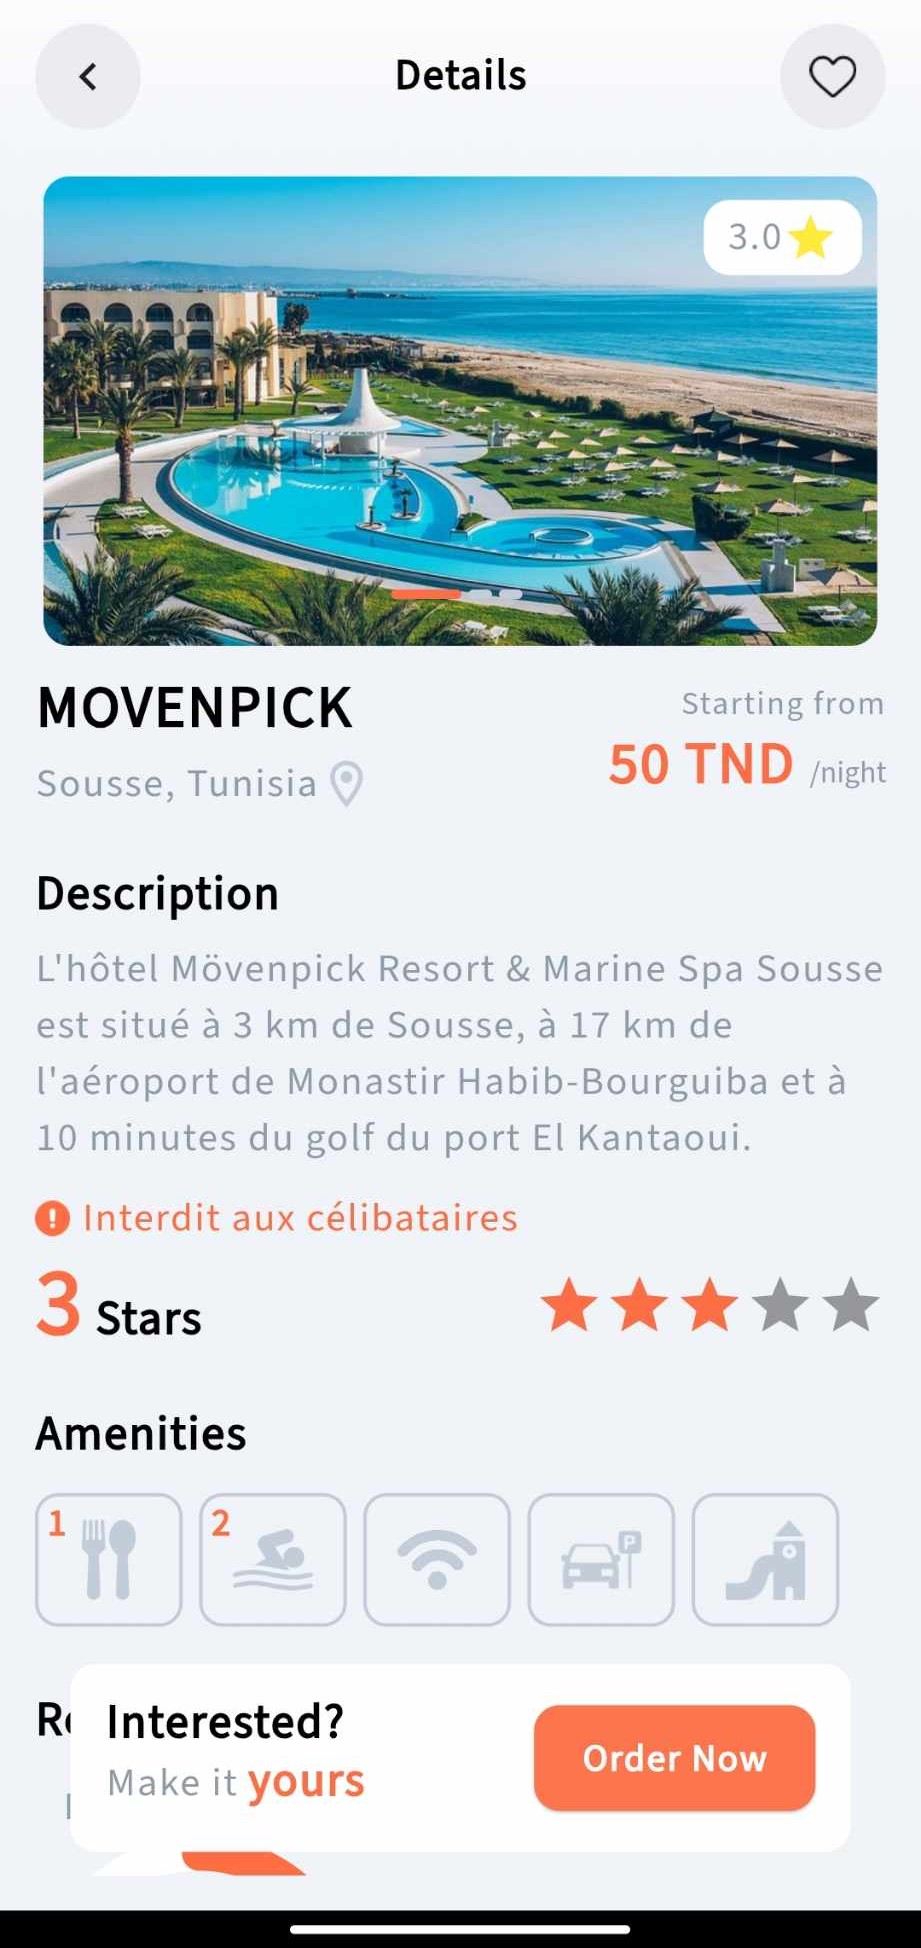 Details
3.0
MOVENPICK
Starting from
Sousse, Tunisia
50 TND /night
Description
L'hôtel Mövenpick Resort & Marine Spa Sousse
est situé à 3 km de Sousse, à 17 km de
l'aéroport de Monastir Habib-Bourguiba et à
10 minutes du golf du port El Kantaoui.
Interdit aux célibataires
3 Stars
Amenities
1
2
P
Interested?
Make it yours
Order Now